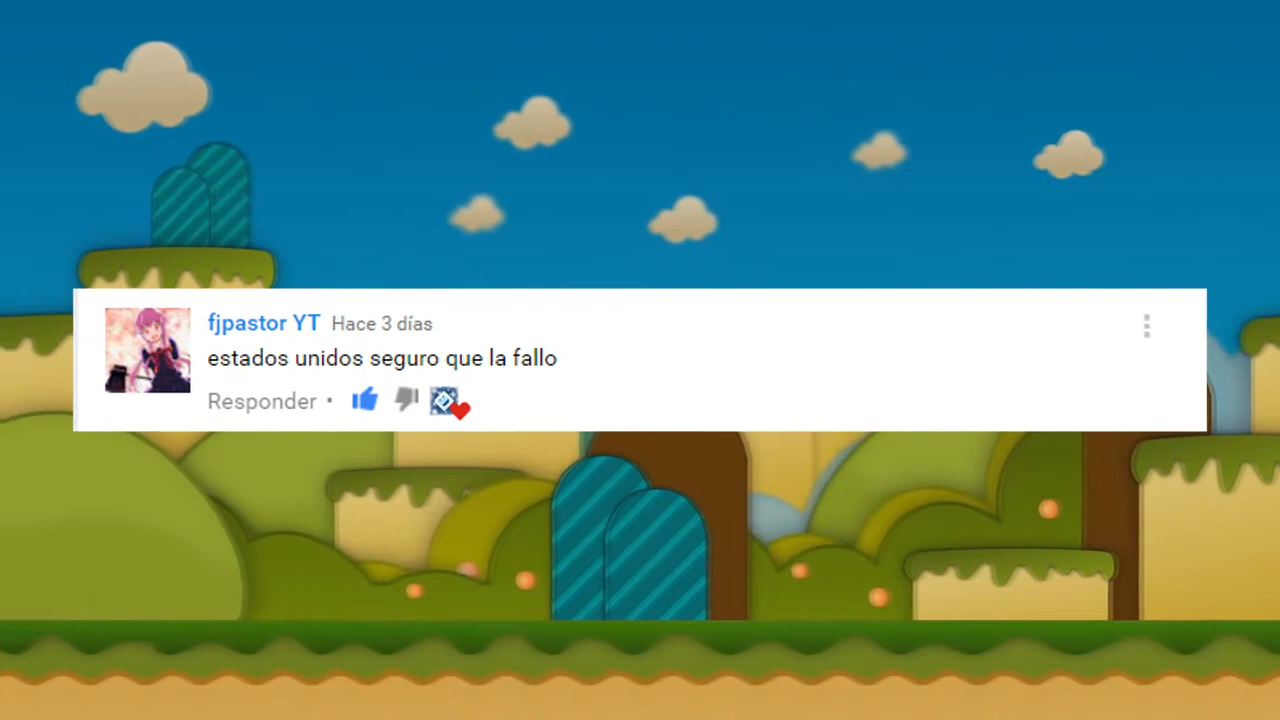 fjpastor YT Hace 3 días
estados unidos seguro que la fallo
Responder •